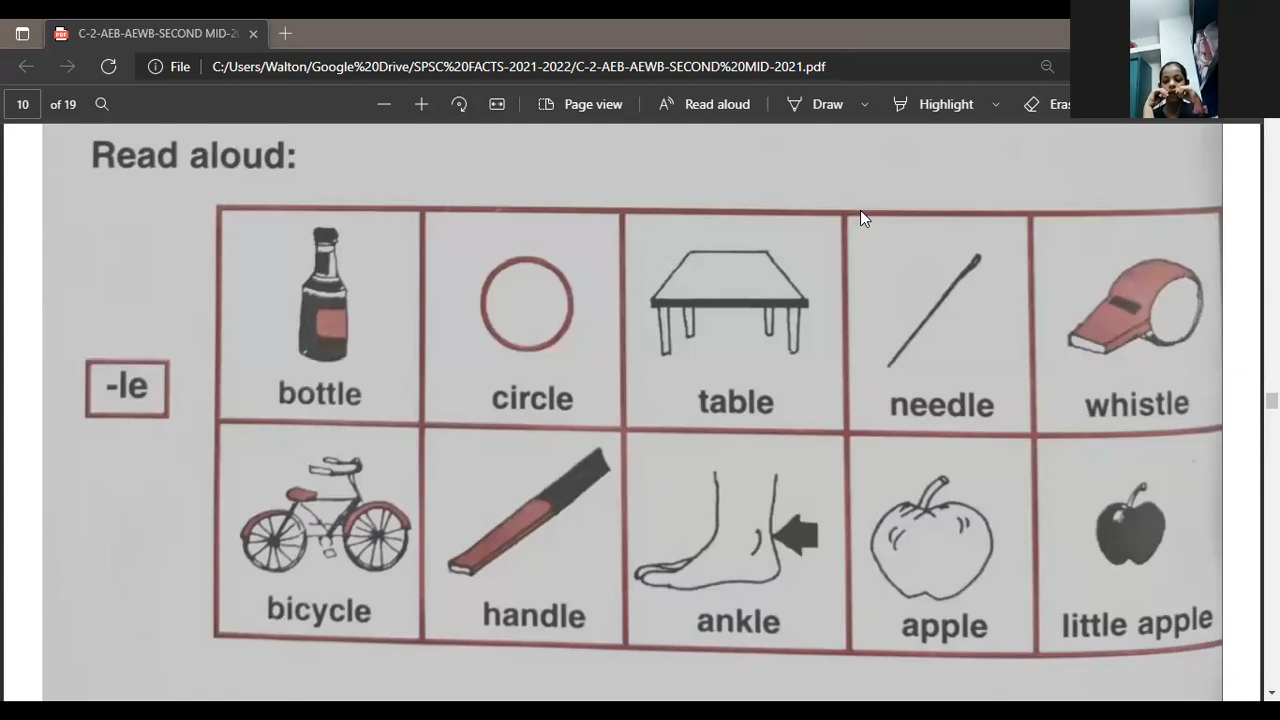 C-2-AEB-AEWB-SECOND MID-2
File C:/Users/Walton/Google%20Drive/SPSC%20FACTS-2021-2022/C-2-AEB-AEWB-SECOND%20MID-2021.pdf
10 of 19 Page view Read aloud Draw Highlight Eras
Read aloud:
-le
bottle circle table needle whistle
bicycle handle ankle apple little apple